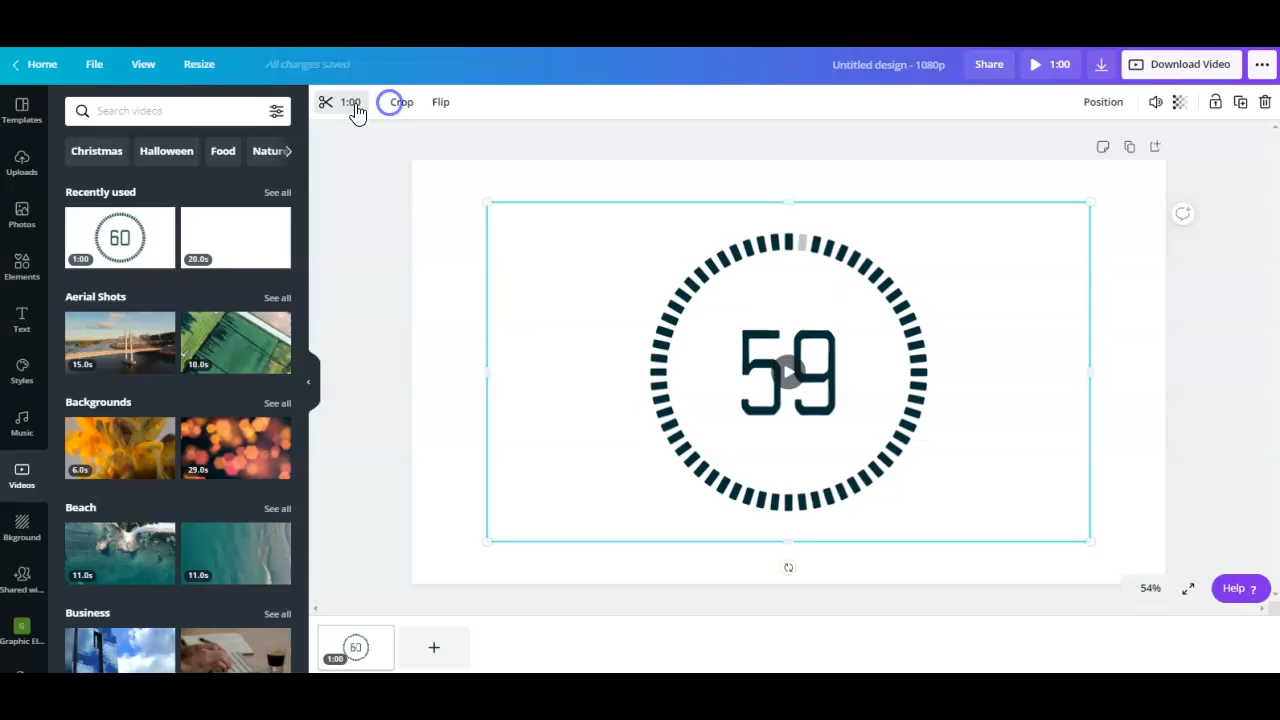 Home
File
View
Resize
All changes saved
Untitled design - 1080p
Share
1:00
Download Video
Templates
Uploads
Photos
Elements
Text
Styles
Music
Videos
Bkground
Shared wi...
Graphic El...
Search videos
Christmas
Halloween
Food
Natur
Recently used
See all
60
1:00
20.0s
Aerial Shots
See all
15.0s
10.0s
Backgrounds
See all
6.0s
29.0s
Beach
See all
11.0s
11.0s
Business
See all
1:00
Crop
Flip
Position
59
54%
Help ?
60
1:00